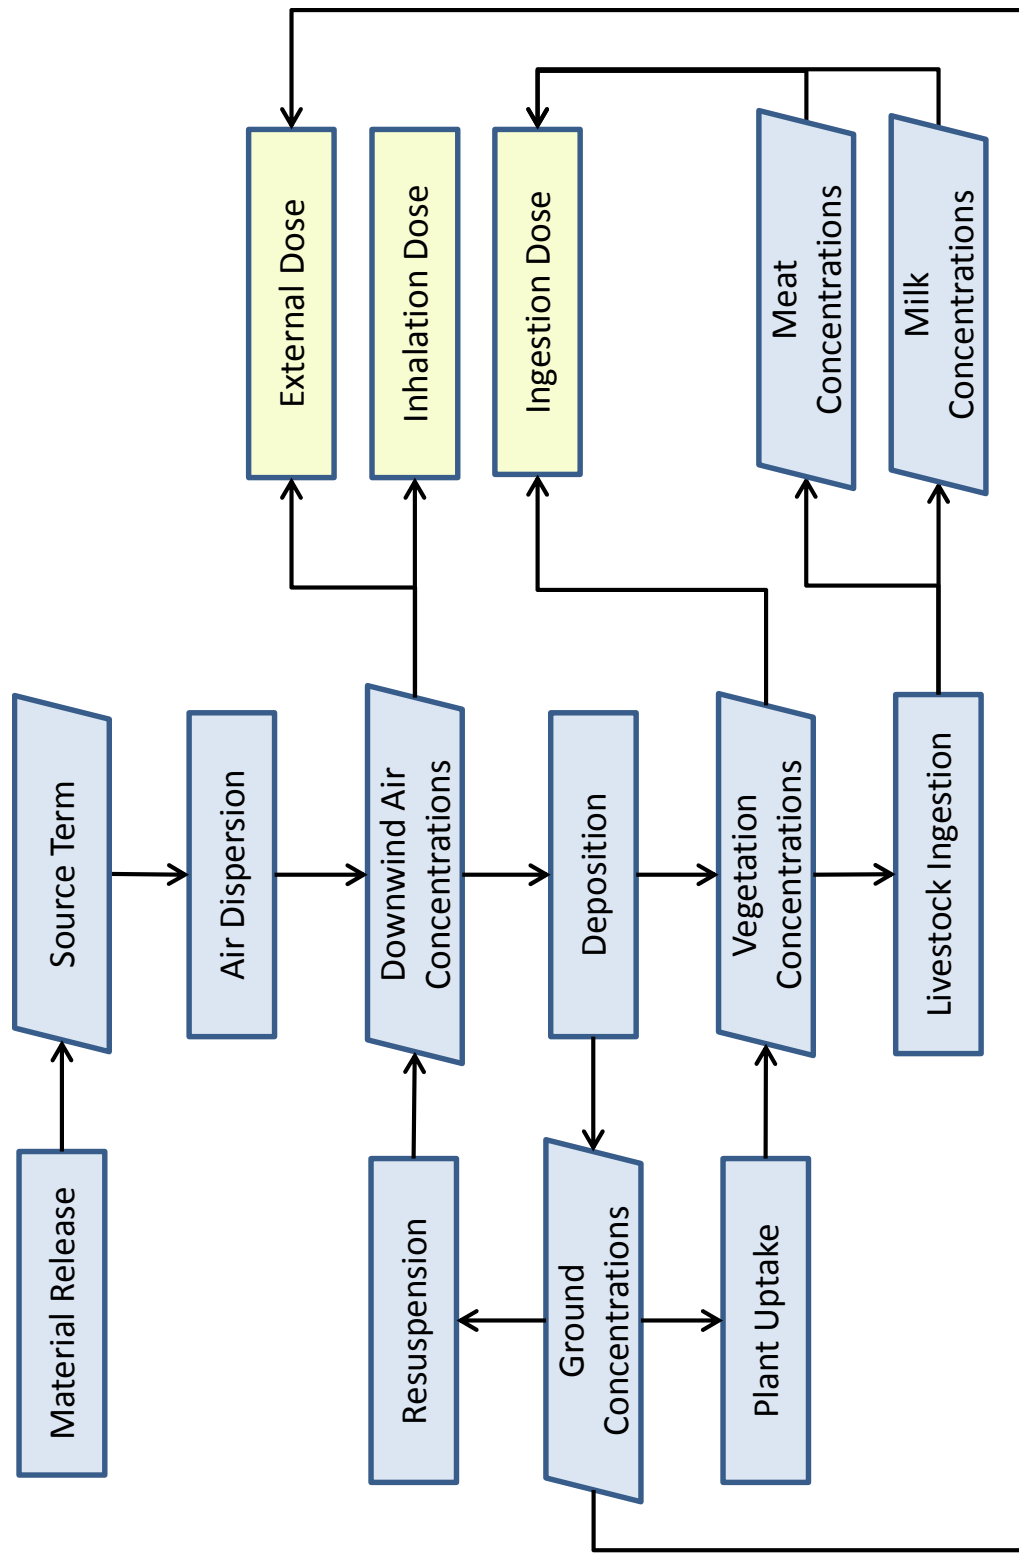 Material Release
Source Term
Air Dispersion
Resuspension
Downwind Air
Concentrations
External Dose
Inhalation Dose
Ground
Concentrations
Deposition
Ingestion Dose
Plant Uptake
Vegetation
Concentrations
Meat
Concentrations
Livestock Ingestion
Milk
Concentrations